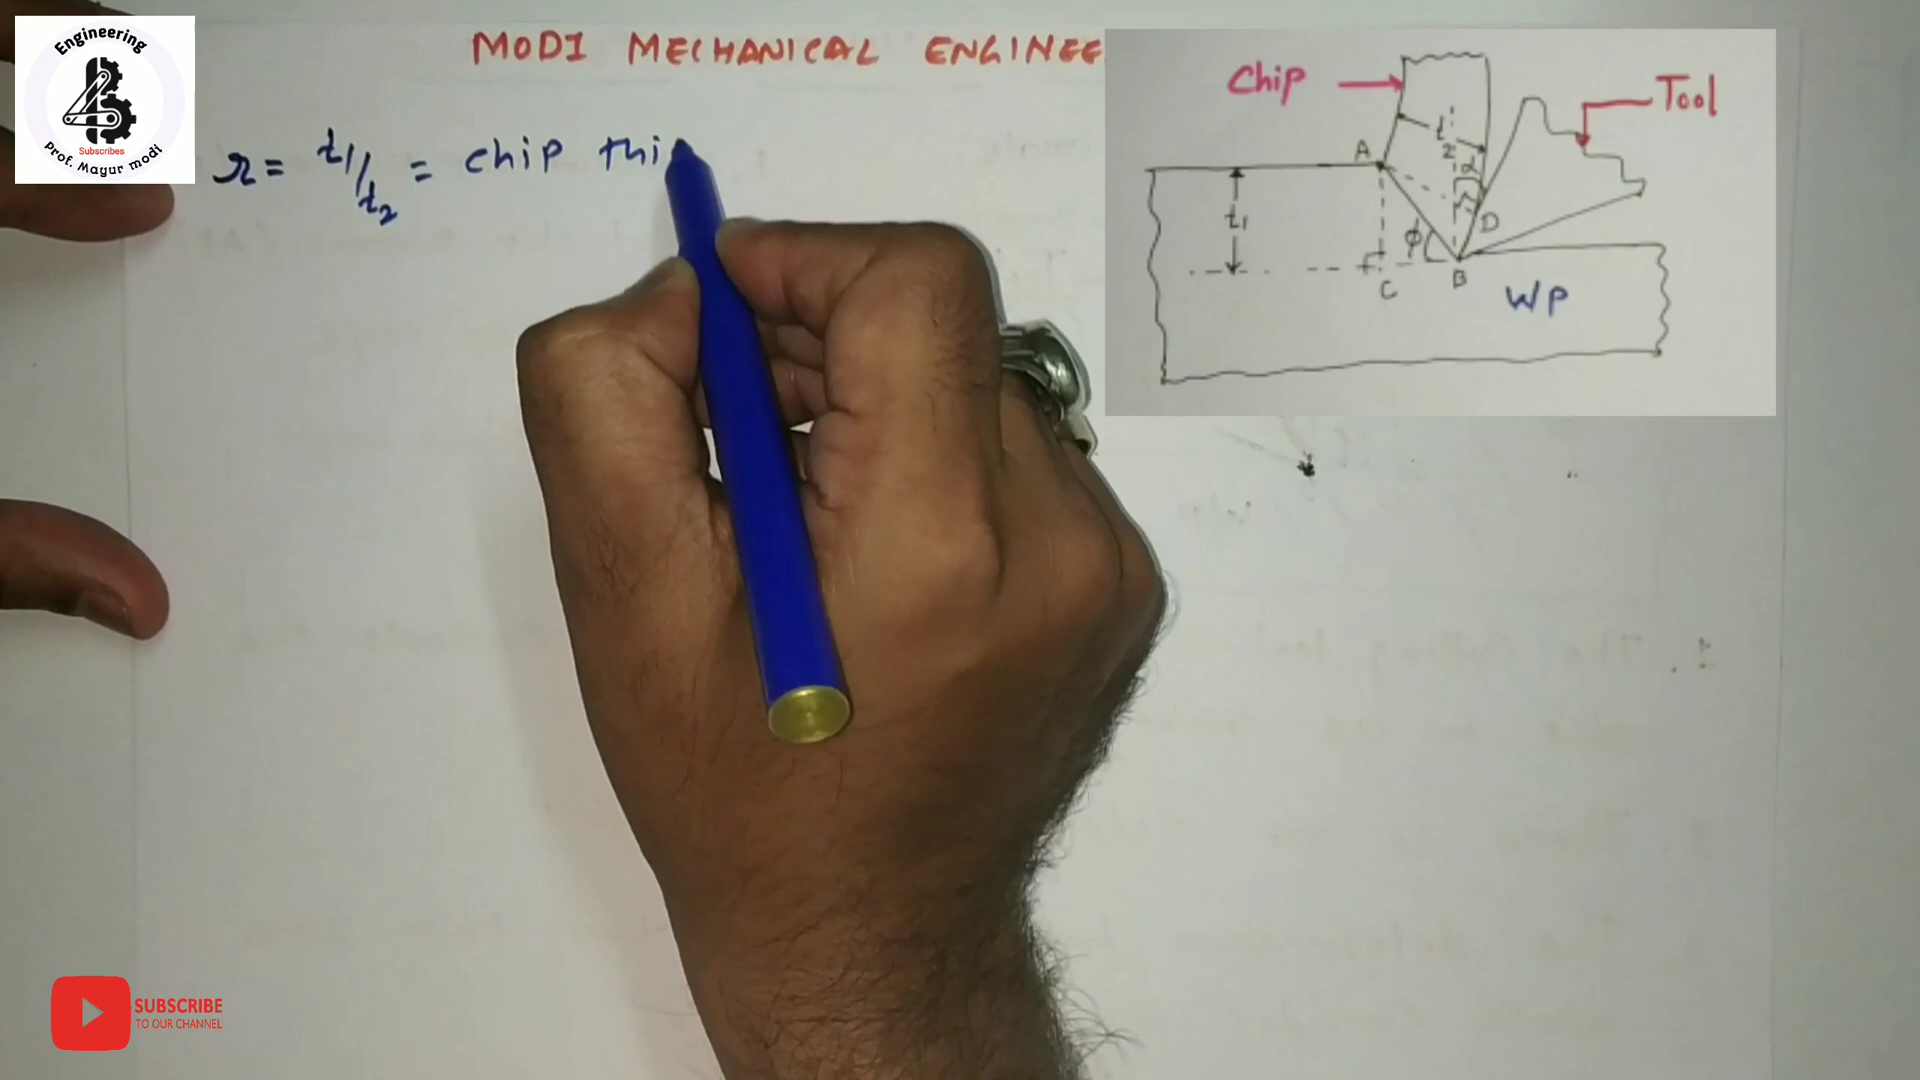 Engineering
Subscribes
Prof. Mayur modi
MODI MECHANICAL ENGINEE
r = t1/t2 = chip thi
Chip
Tool
t2
α
A
t1
D
ϕ
C
B
WP
SUBSCRIBE
TO OUR CHANNEL